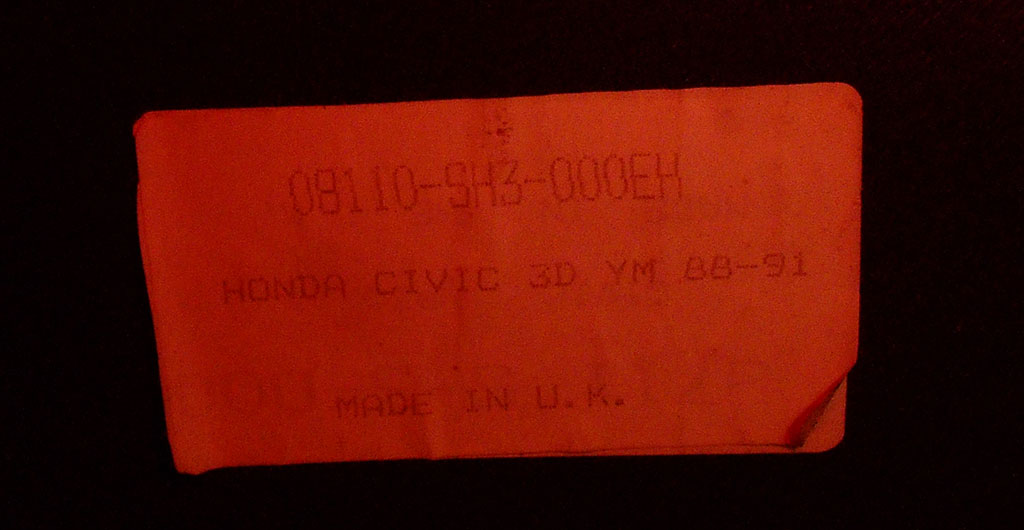 08110-SH3-000EH
HONDA CIVIC 3D YM 88-91
MADE IN U.K.